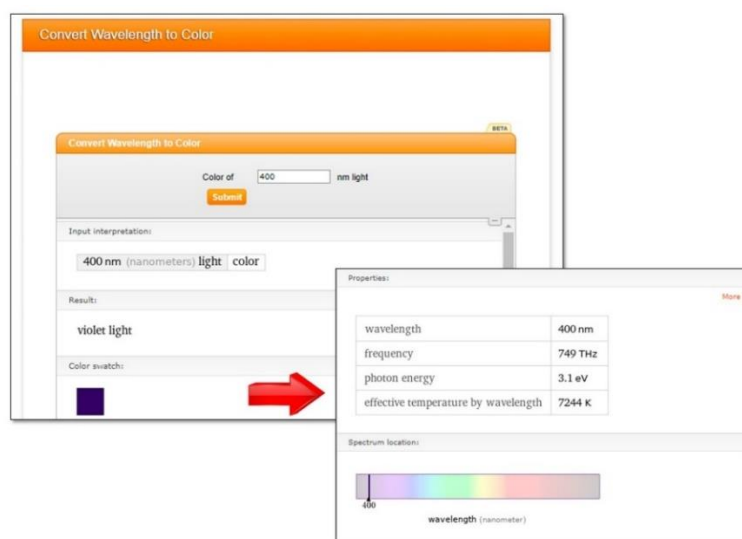 Convert Wavelength to Color
BETA
Convert Wavelength to Color
Color of 400 nm light
Submit
Input interpretation:
400 nm (nanometers) light color
Result:
violet light
Color swatch:
Properties:
More
wavelength 400 nm
frequency 749 THz
photon energy 3.1 eV
effective temperature by wavelength 7244 K
Spectrum location:
400
wavelength (nanometer)